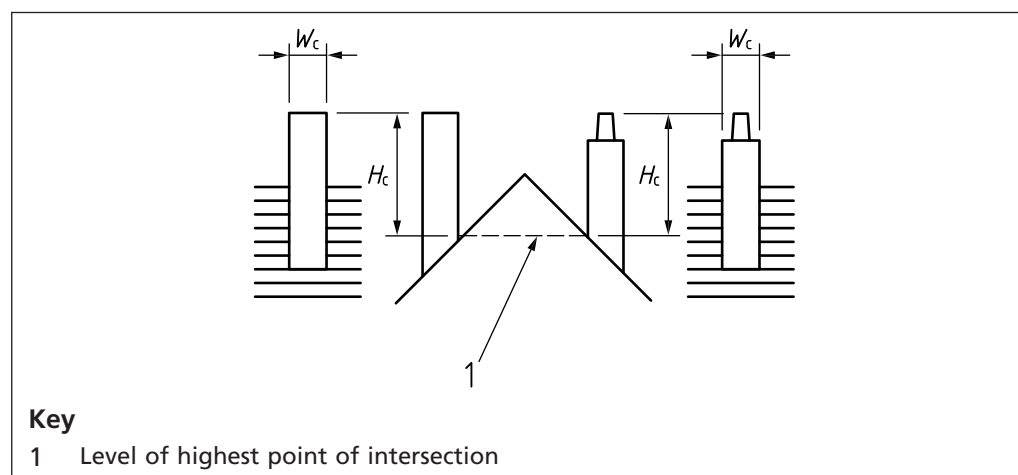 Wc Wc
Hc Hc
1
Key
1 Level of highest point of intersection